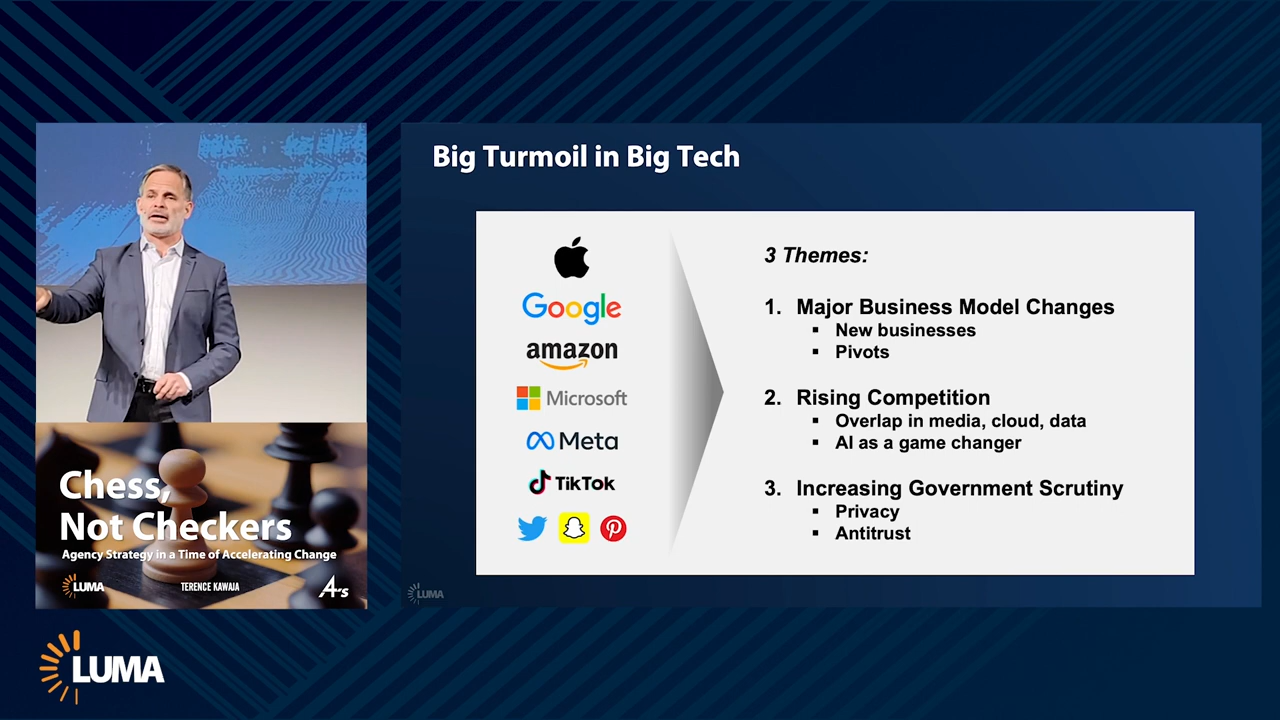 Big Turmoil in Big Tech
Google
amazon
Microsoft
Meta
TikTok
3 Themes:
1. Major Business Model Changes
▪ New businesses
▪ Pivots
2. Rising Competition
▪ Overlap in media, cloud, data
▪ AI as a game changer
3. Increasing Government Scrutiny
▪ Privacy
▪ Antitrust
LUMA
Chess,
Not Checkers
Agency Strategy in a Time of Accelerating Change
LUMA
TERENCE KAWAJA
4A's
LUMA